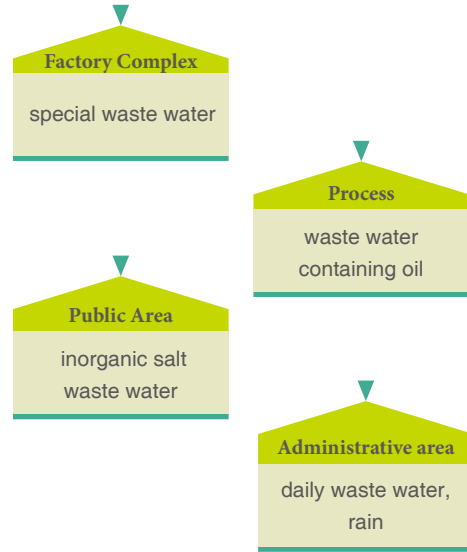 Factory Complex
special waste water
Process
waste water
containing oil
Public Area
inorganic salt
waste water
Administrative area
daily waste water,
rain